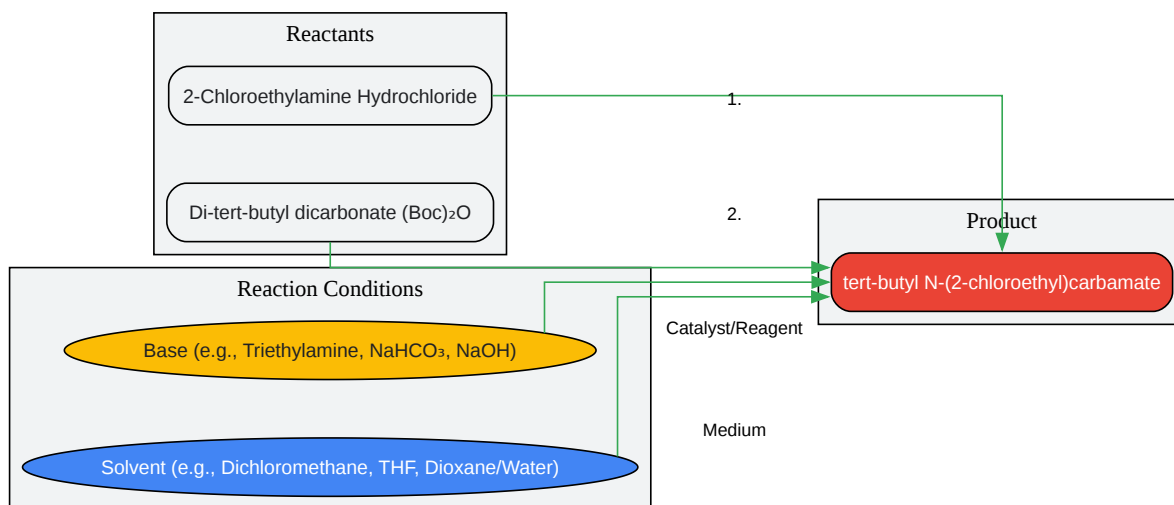 Reactants
2-Chloroethylamine Hydrochloride
1.
Di-tert-butyl dicarbonate (Boc)₂O
2.
Product
tert-butyl N-(2-chloroethyl)carbamate
Reaction Conditions
Base (e.g., Triethylamine, NaHCO₃, NaOH)
Catalyst/Reagent
Medium
Solvent (e.g., Dichloromethane, THF, Dioxane/Water)